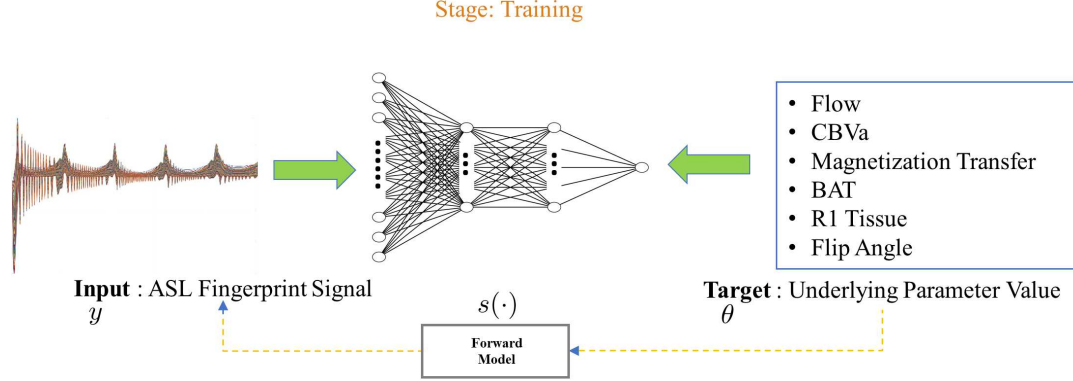 Stage: Training
• Flow
• CBVa
• Magnetization Transfer
• BAT
• R1 Tissue
• Flip Angle
Input : ASL Fingerprint Signal
y
s(·)
Target : Underlying Parameter Value
θ
Forward
Model